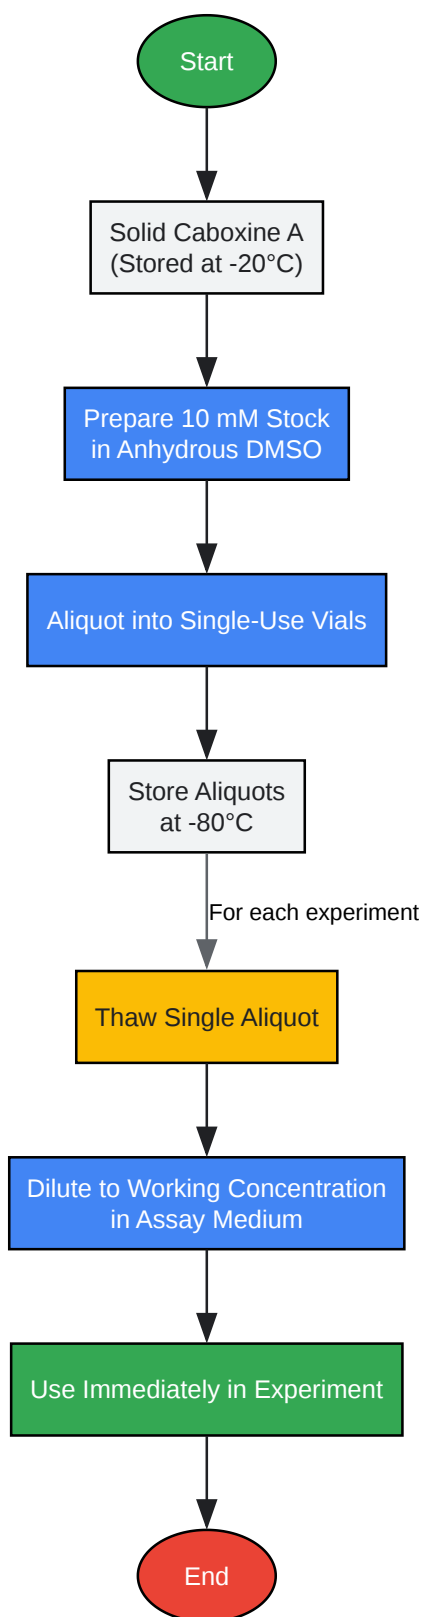 Start
Solid Caboxine A
(Stored at -20°C)
Prepare 10 mM Stock
in Anhydrous DMSO
Aliquot into Single-Use Vials
Store Aliquots
at -80°C
For each experiment
Thaw Single Aliquot
Dilute to Working Concentration
in Assay Medium
Use Immediately in Experiment
End